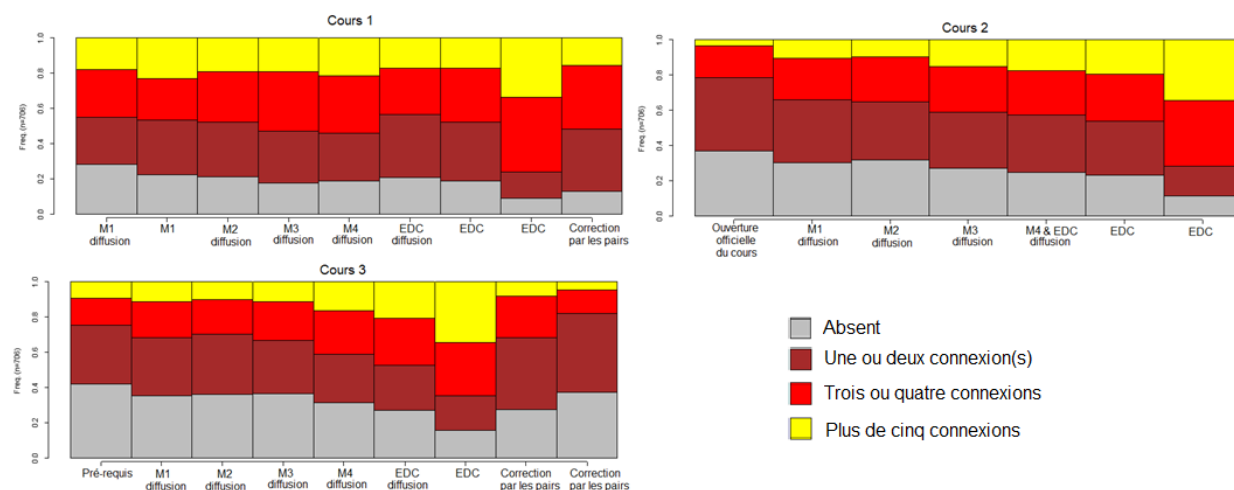 Cours 1
Freq. (n=706)
0.0 0.2 0.4 0.6 0.8 1.0
M1 diffusion
M1
M2 diffusion
M3 diffusion
M4 diffusion
EDC diffusion
EDC
EDC
Correction par les pairs
Cours 2
Freq. (n=706)
0.0 0.2 0.4 0.6 0.8 1.0
Ouverture officielle du cours
M1 diffusion
M2 diffusion
M3 diffusion
M4 & EDC diffusion
EDC
EDC
Cours 3
Freq. (n=706)
0.0 0.2 0.4 0.6 0.8 1.0
Pré-requis
M1 diffusion
M2 diffusion
M3 diffusion
M4 diffusion
EDC diffusion
EDC
Correction par les pairs
Correction par les pairs
Absent
Une ou deux connexion(s)
Trois ou quatre connexions
Plus de cinq connexions